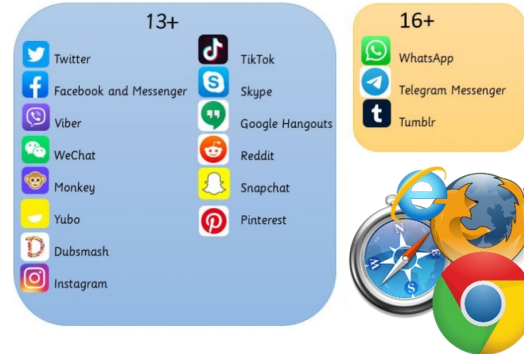 13+
Twitter
Facebook and Messenger
Viber
WeChat
Monkey
Yubo
Dubsmash
Instagram
TikTok
Skype
Google Hangouts
Reddit
Snapchat
Pinterest
16+
WhatsApp
Telegram Messenger
Tumblr
N
E
S
W